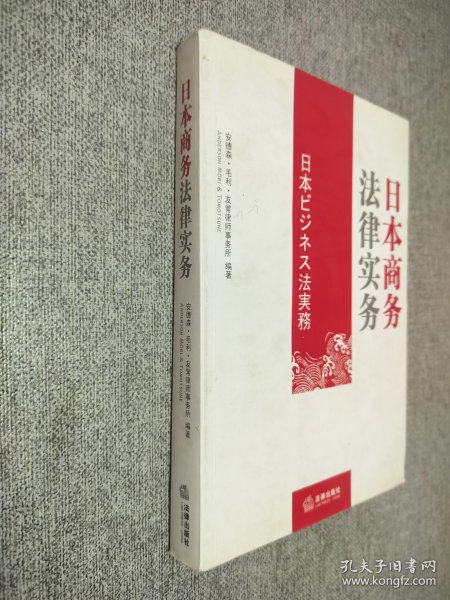 日本商务法律实务
安德森·毛利·友常律师事务所 编著
ANDERSON MORI & TOMOTSUNE
法律出版社
日本商务
法律实务
日本ビジネス法実務
安德森·毛利·友常律师事务所 编著
ANDERSON MORI & TOMOTSUNE
法律出版社
孔夫子旧书网
www.kongfz.com